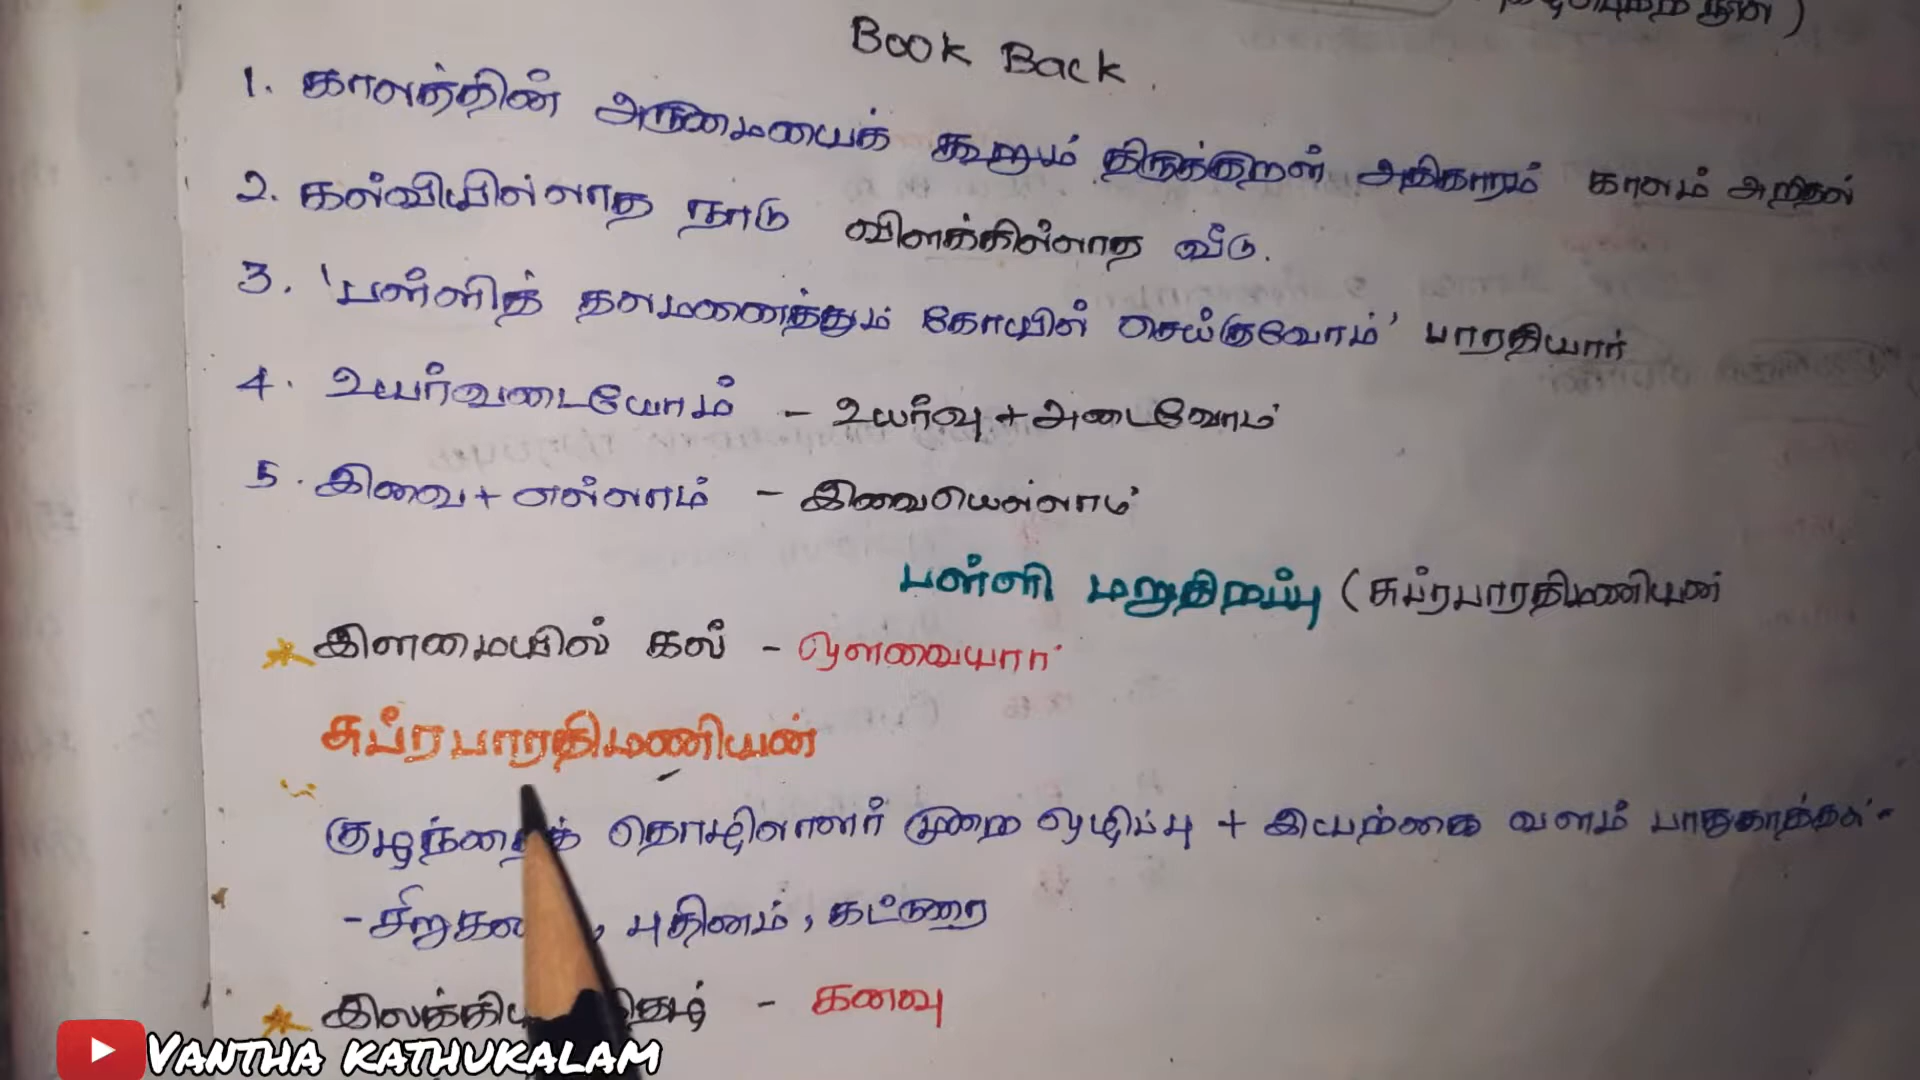 Book Back
1. காலத்தின் அருமையைக் கூறும் திருக்குறள் அதிகாரம் காலம் அறிதல்
2. கல்வியில்லாத நாடு விளக்கில்லாத வீடு.
3. 'பள்ளித் தலமனைத்தும் கோயில் செய்குவோம்' பாரதியார்
4. உயர்வடையோம் - உயர்வு + அடைவோம்
5. இவை + எல்லாம் - இவையெல்லாம்
பள்ளி மறுதிறப்பு (சுப்ரபாரதிமணியன்
இளமையில் கல் - ஔவையார்
சுப்ரபாரதிமணியன்
குழந்தைத் தொழிலாளர் முறை ஒழிப்பு + இயற்கை வளம் பாதுகாத்தல் -
- புதினம், கட்டுரை
- கனவு
VANTHA KATHUKALAM